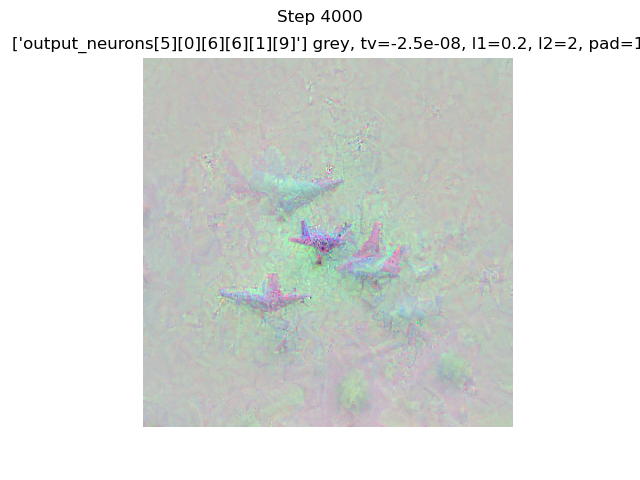 Step 4000
['output_neurons[5][0][6][6][1][9]'] grey, tv=-2.5e-08, l1=0.2, l2=2, pad=1